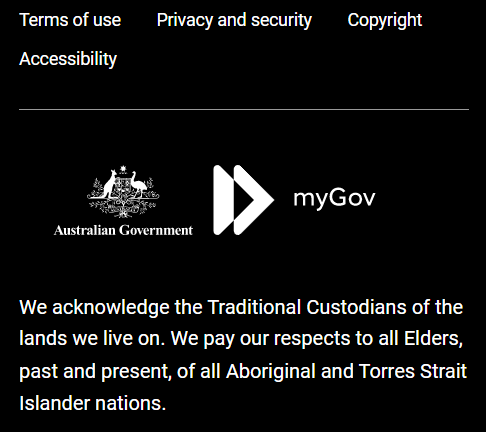 Terms of use Privacy and security Copyright
Accessibility
Australian Government
myGov
We acknowledge the Traditional Custodians of the
lands we live on. We pay our respects to all Elders,
past and present, of all Aboriginal and Torres Strait
Islander nations.